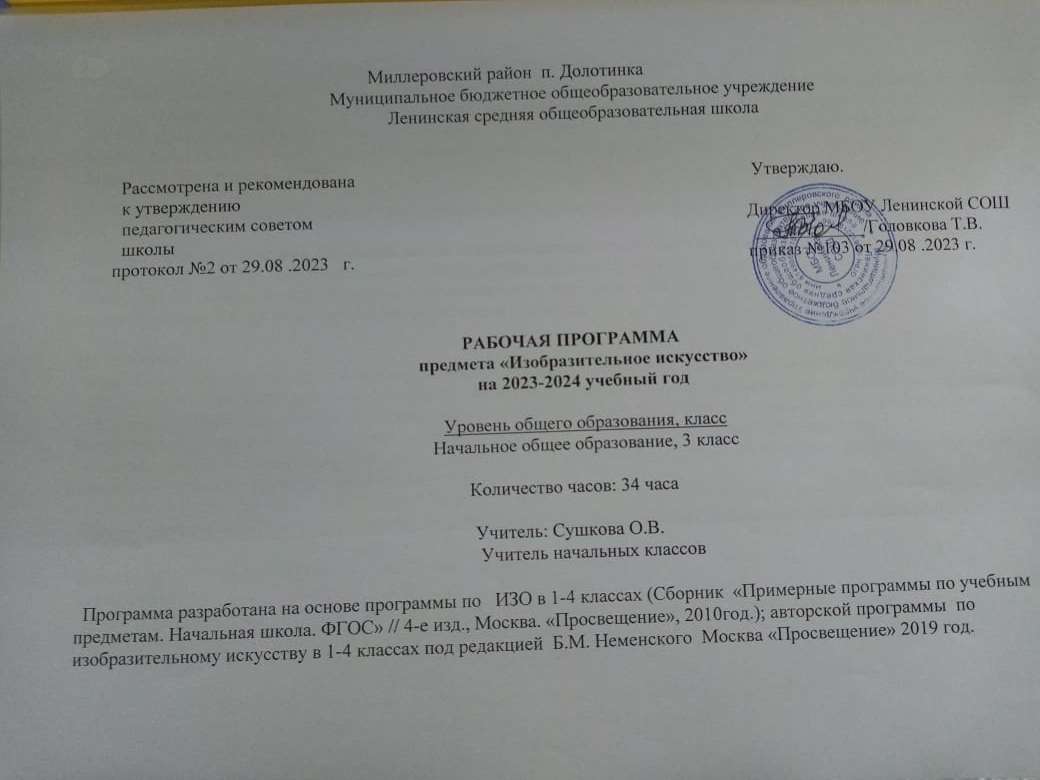 Миллеровский район п. Долотинка
Муниципальное бюджетное общеобразовательное учреждение
Ленинская средняя общеобразовательная школа
Рассмотрена и рекомендована
к утверждению
педагогическим советом
школы
протокол №2 от 29.08 .2023 г.
Утверждаю.
Директор МБОУ Ленинской СОШ
/Головкова Т.В.
приказ №103 от 29.08 .2023 г.
РАБОЧАЯ ПРОГРАММА
предмета «Изобразительное искусство»
на 2023-2024 учебный год
Уровень общего образования, класс
Начальное общее образование, 3 класс
Количество часов: 34 часа
Учитель: Сушкова О.В.
Учитель начальных классов
Программа разработана на основе программы по ИЗО в 1-4 классах (Сборник «Примерные программы по учебным
предметам. Начальная школа. ФГОС» // 4-е изд., Москва. «Просвещение», 2010год.); авторской программы по
изобразительному искусству в 1-4 классах под редакцией Б.М. Неменского Москва «Просвещение» 2019 год.